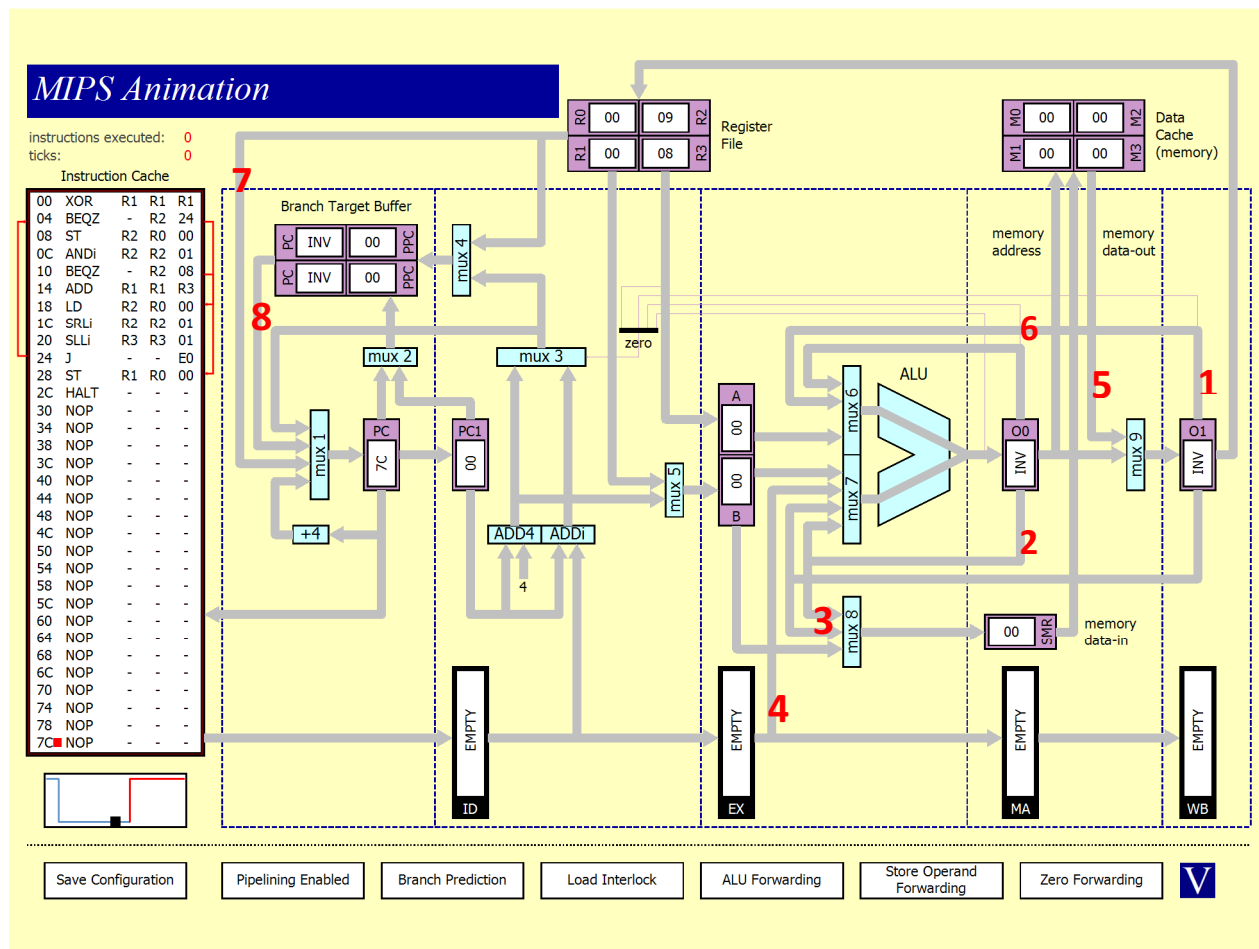 MIPS Animation
instructions executed: 0
ticks: 0
Instruction Cache
00 XOR R1 R1 R1
04 BEQZ - R2 24
08 ST R2 R0 00
0C ANDi R2 R2 01
10 BEQZ - R2 08
14 ADD R1 R1 R3
18 LD R2 R0 00
1C SRLi R2 R2 01
20 SLLi R3 R3 01
24 J - - E0
28 ST R1 R0 00
2C HALT - - -
30 NOP - - -
34 NOP - - -
38 NOP - - -
3C NOP - - -
40 NOP - - -
44 NOP - - -
48 NOP - - -
4C NOP - - -
50 NOP - - -
54 NOP - - -
58 NOP - - -
5C NOP - - -
60 NOP - - -
64 NOP - - -
68 NOP - - -
6C NOP - - -
70 NOP - - -
74 NOP - - -
78 NOP - - -
7C NOP - - -
R0 00 09 R2
R1 00 08 R3
Register
File
M0 00 00 M2
M1 00 00 M3
Data
Cache
(memory)
7
Branch Target Buffer
PC INV 00 PPC
PC INV 00 PPC
mux 4
memory
address
memory
data-out
8
zero
6
mux 2
mux 3
ALU
mux 6
5
1
A
00
00
B
mux 1
PC
7C
PC1
00
mux 5
mux 7
O0
INV
mux 9
O1
INV
+4
ADD4 ADDi
4
2
3
mux 8
00 SMR
memory
data-in
4
EMPTY
ID
EMPTY
EX
EMPTY
MA
EMPTY
WB
Save Configuration
Pipelining Enabled
Branch Prediction
Load Interlock
ALU Forwarding
Store Operand
Forwarding
Zero Forwarding
V